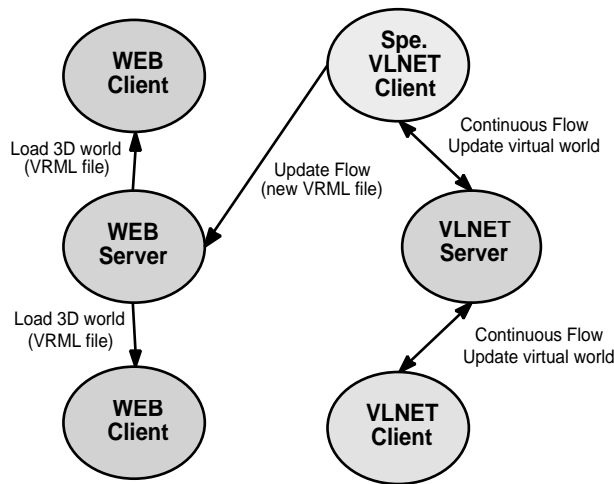 WEB
Client
Spe.
VLNET
Client
Load 3D world
(VRML file)
Update Flow
(new VRML file)
Continuous Flow
Update virtual world
WEB
Server
VLNET
Server
Load 3D world
(VRML file)
Continuous Flow
Update virtual world
WEB
Client
VLNET
Client